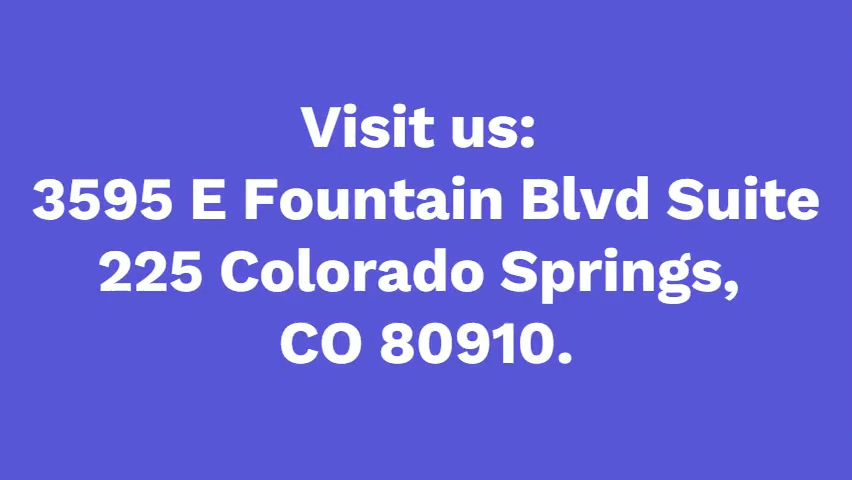 Visit us:
3595 E Fountain Blvd Suite
225 Colorado Springs,
CO 80910.